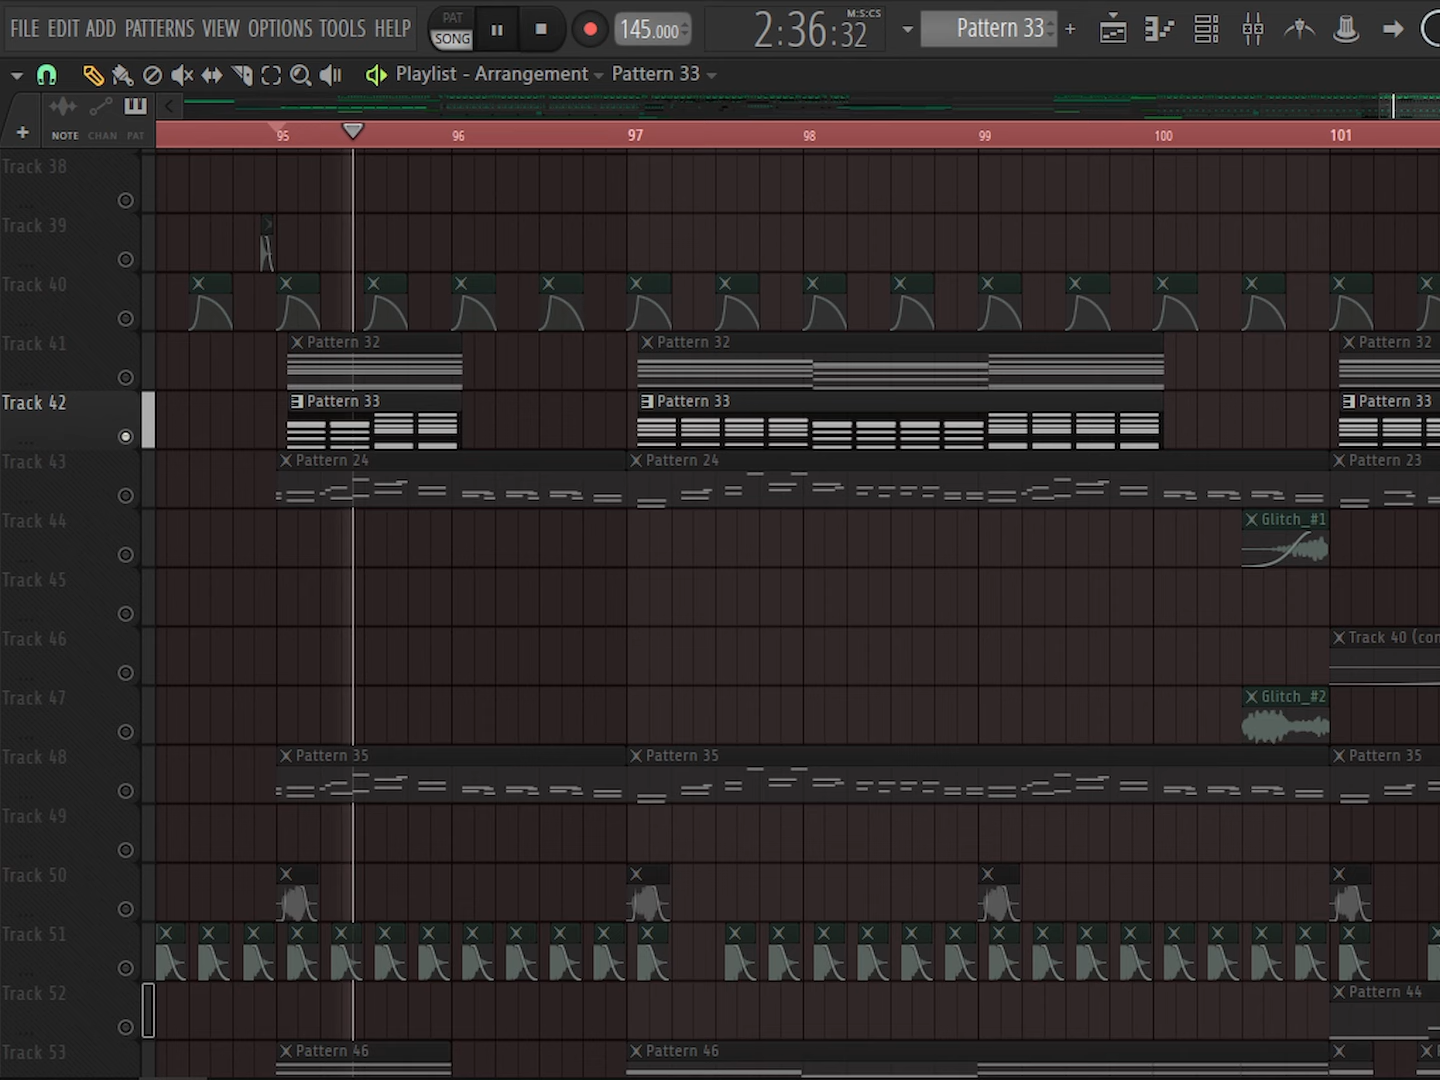 FILE EDIT ADD PATTERNS VIEW OPTIONS TOOLS HELP
PAT
SONG
145.000
2:36:32
M:S:CS
Pattern 33
Playlist - Arrangement
Pattern 33
NOTE CHAN PAT
95 96 97 98 99 100 101
Track 38
Track 39
Track 40
Track 41
Pattern 32 Pattern 32 Pattern 32
Track 42
Pattern 33 Pattern 33 Pattern 33
Track 43
Pattern 24 Pattern 24 Pattern 23
Track 44
Glitch_#1
Track 45
Track 46
Track 40 (con
Track 47
Glitch_#2
Track 48
Pattern 35 Pattern 35 Pattern 35
Track 49
Track 50
Track 51
Track 52
Pattern 44
Track 53
Pattern 46 Pattern 46